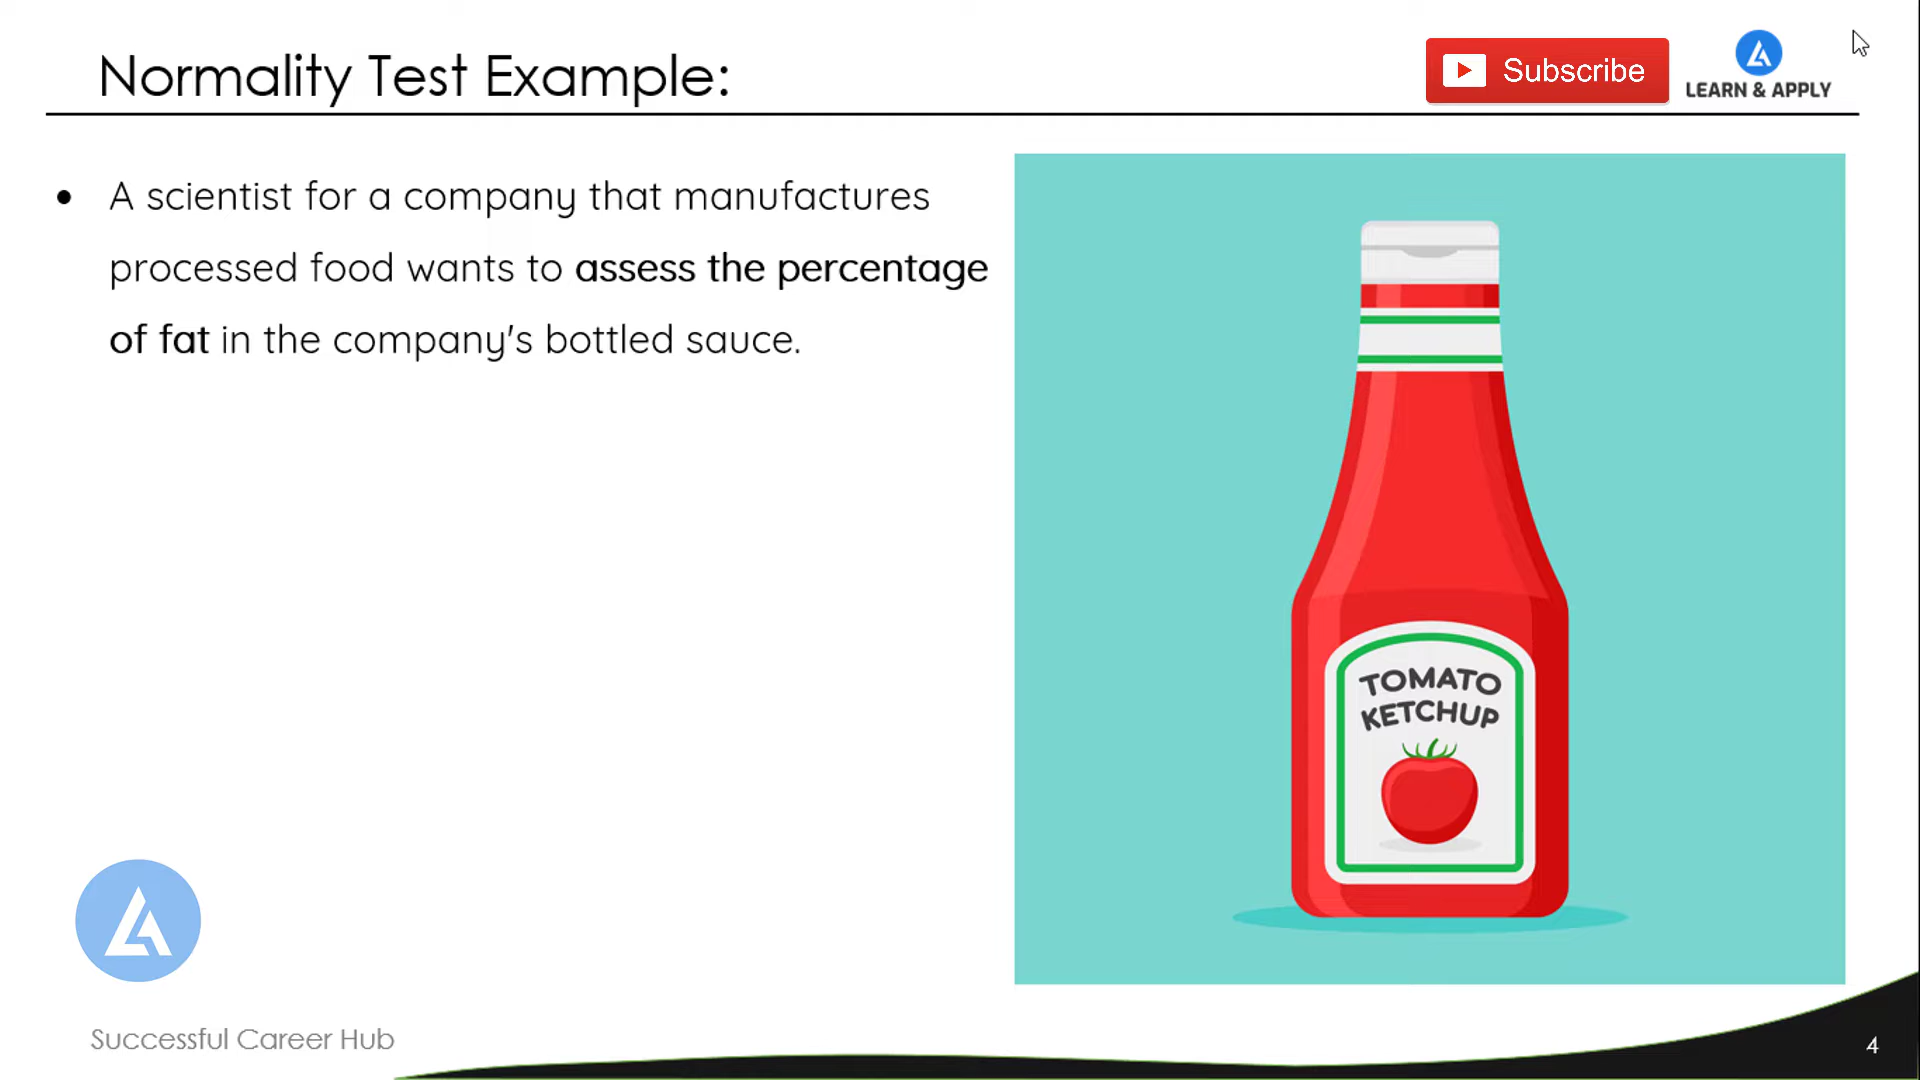 Normality Test Example:
Subscribe
LEARN & APPLY
• A scientist for a company that manufactures
processed food wants to assess the percentage
of fat in the company's bottled sauce.
TOMATO
KETCHUP
Successful Career Hub
4